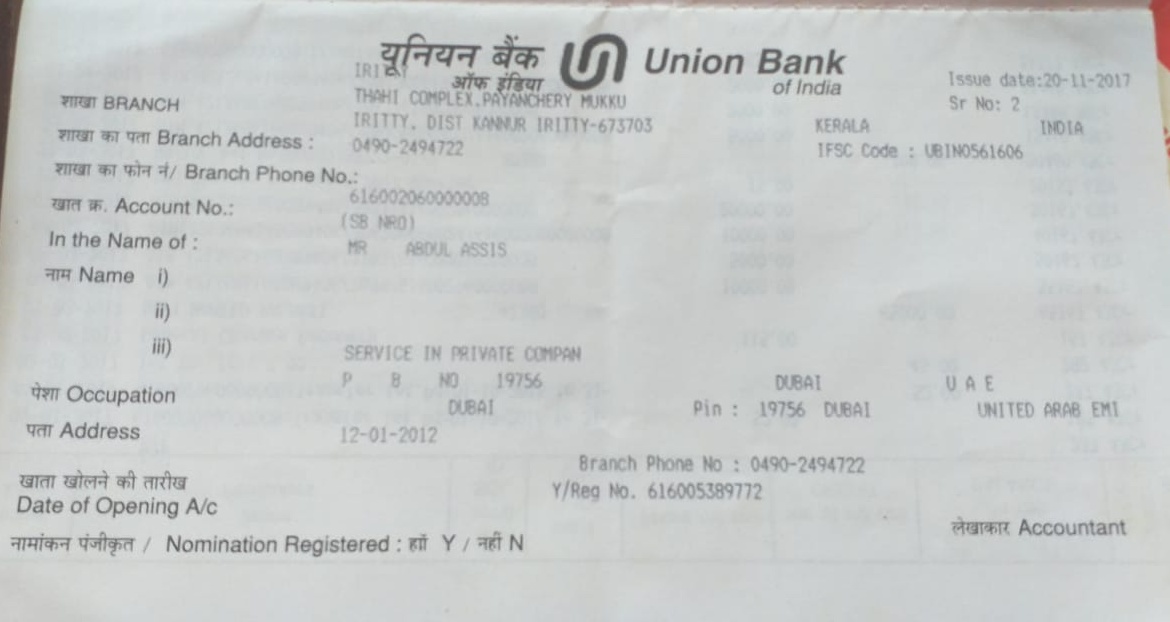 यूनियन बैंक Union Bank
ऑफ इंडिया of India
IRITTY
Issue date:20-11-2017
शाखा BRANCH
THAHI COMPLEX,PAYANCHERY MUKKU
Sr No: 2
शाखा का पता Branch Address :
IRITTY, DIST KANNUR IRITTY-673703
KERALA INDIA
0490-2494722
IFSC Code : UBIN0561606
शाखा का फोन नं/ Branch Phone No.:
खात क्र. Account No.:
616002060000008
(SB NRO)
In the Name of :
MR ABDUL ASSIS
नाम Name i)
ii)
iii)
SERVICE IN PRIVATE COMPAN
पेशा Occupation
P B NO 19756 DUBAI U A E
DUBAI Pin : 19756 DUBAI UNITED ARAB EMI
पता Address
12-01-2012
Branch Phone No : 0490-2494722
खाता खोलने की तारीख
Y/Reg No. 616005389772
Date of Opening A/c
लेखाकार Accountant
नामांकन पंजीकृत / Nomination Registered : हाँ Y / नहीं N